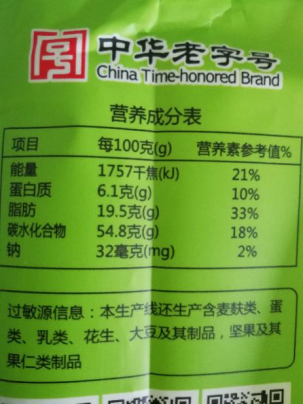 中华老字号
China Time-honored Brand
营养成分表
项目 每100克(g) 营养素参考值%
能量 1757千焦(kJ) 21%
蛋白质 6.1克(g) 10%
脂肪 19.5克(g) 33%
碳水化合物 54.8克(g) 18%
钠 32毫克(mg) 2%
过敏源信息：本生产线还生产含麦麸类、蛋
类、乳类、花生、大豆及其制品，坚果及其
果仁类制品